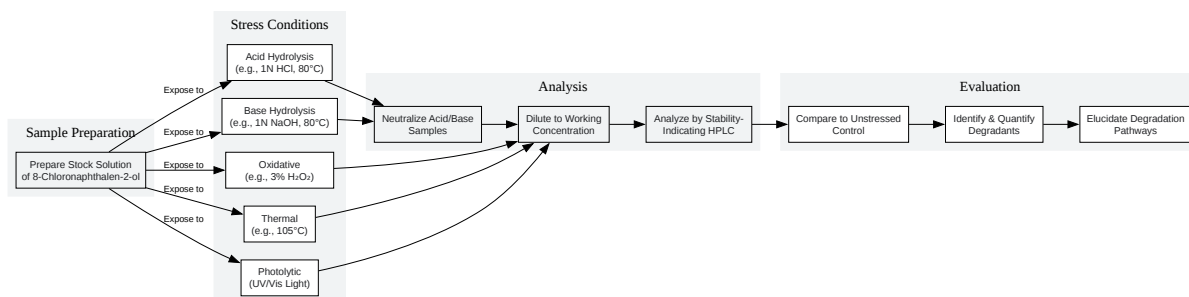 Sample Preparation
Prepare Stock Solution
of 8-Chloronaphthalen-2-ol
Expose to
Expose to
Expose to
Expose to
Expose to
Stress Conditions
Acid Hydrolysis
(e.g., 1N HCl, 80°C)
Base Hydrolysis
(e.g., 1N NaOH, 80°C)
Oxidative
(e.g., 3% H₂O₂)
Thermal
(e.g., 105°C)
Photolytic
(UV/Vis Light)
Analysis
Neutralize Acid/Base
Samples
Dilute to Working
Concentration
Analyze by Stability-
Indicating HPLC
Evaluation
Compare to Unstressed
Control
Identify & Quantify
Degradants
Elucidate Degradation
Pathways